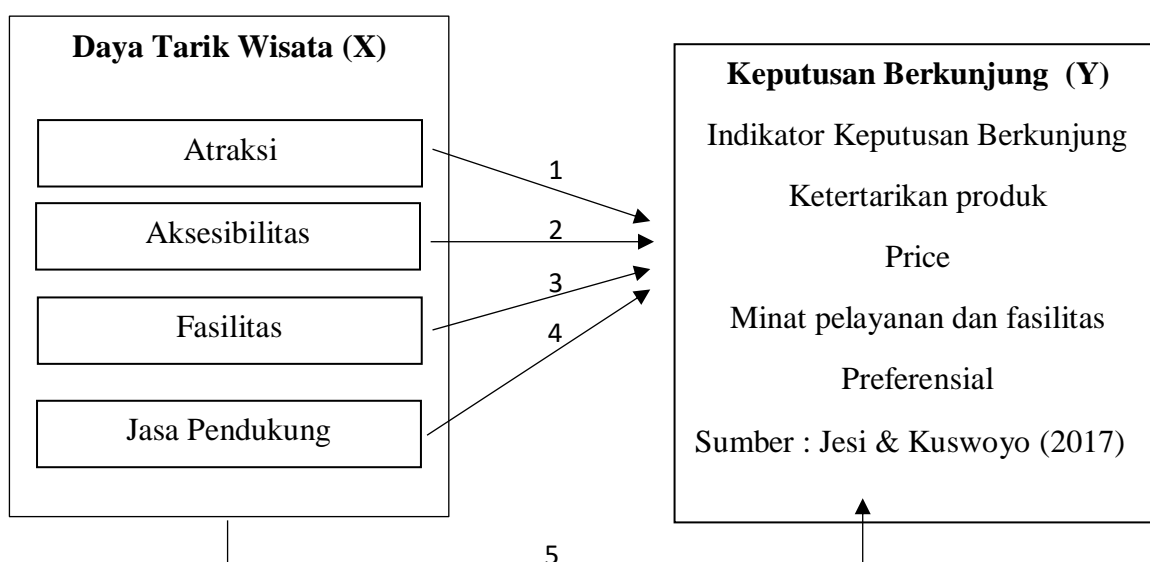 Daya Tarik Wisata (X)
Atraksi
Aksesibilitas
Fasilitas
Jasa Pendukung
1
2
3
4
5
Keputusan Berkunjung (Y)
Indikator Keputusan Berkunjung
Ketertarikan produk
Price
Minat pelayanan dan fasilitas
Preferensial
Sumber : Jesi & Kuswoyo (2017)